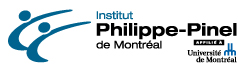 Institut
Philippe-Pinel
de Montréal
AFFILIÉ À
Université
de Montréal